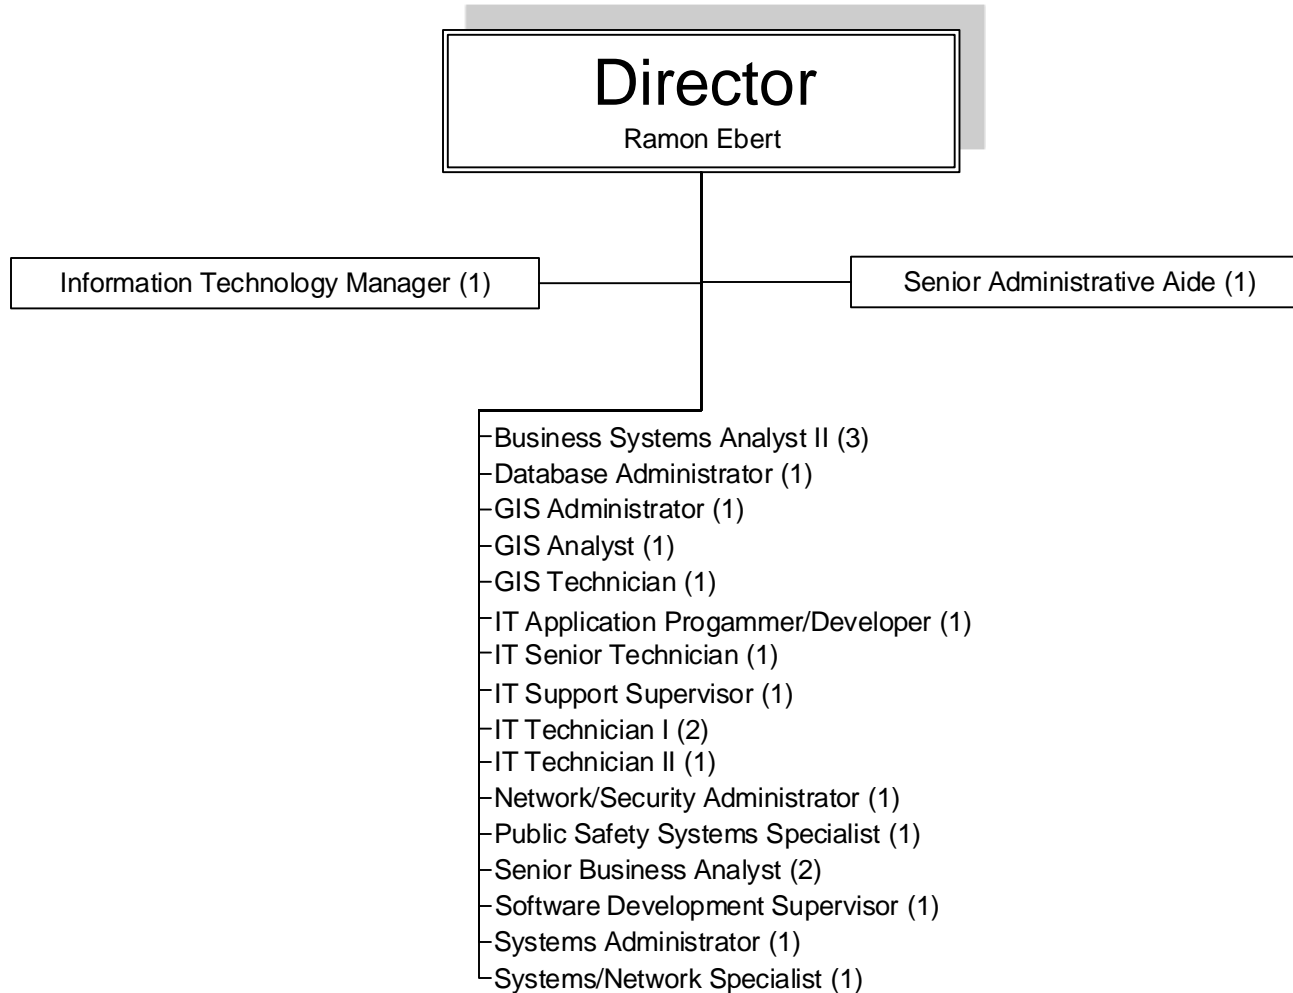 Director
Ramon Ebert
Information Technology Manager (1)
Senior Administrative Aide (1)
Business Systems Analyst II (3)
Database Administrator (1)
GIS Administrator (1)
GIS Analyst (1)
GIS Technician (1)
IT Application Progammer/Developer (1)
IT Senior Technician (1)
IT Support Supervisor (1)
IT Technician I (2)
IT Technician II (1)
Network/Security Administrator (1)
Public Safety Systems Specialist (1)
Senior Business Analyst (2)
Software Development Supervisor (1)
Systems Administrator (1)
Systems/Network Specialist (1)